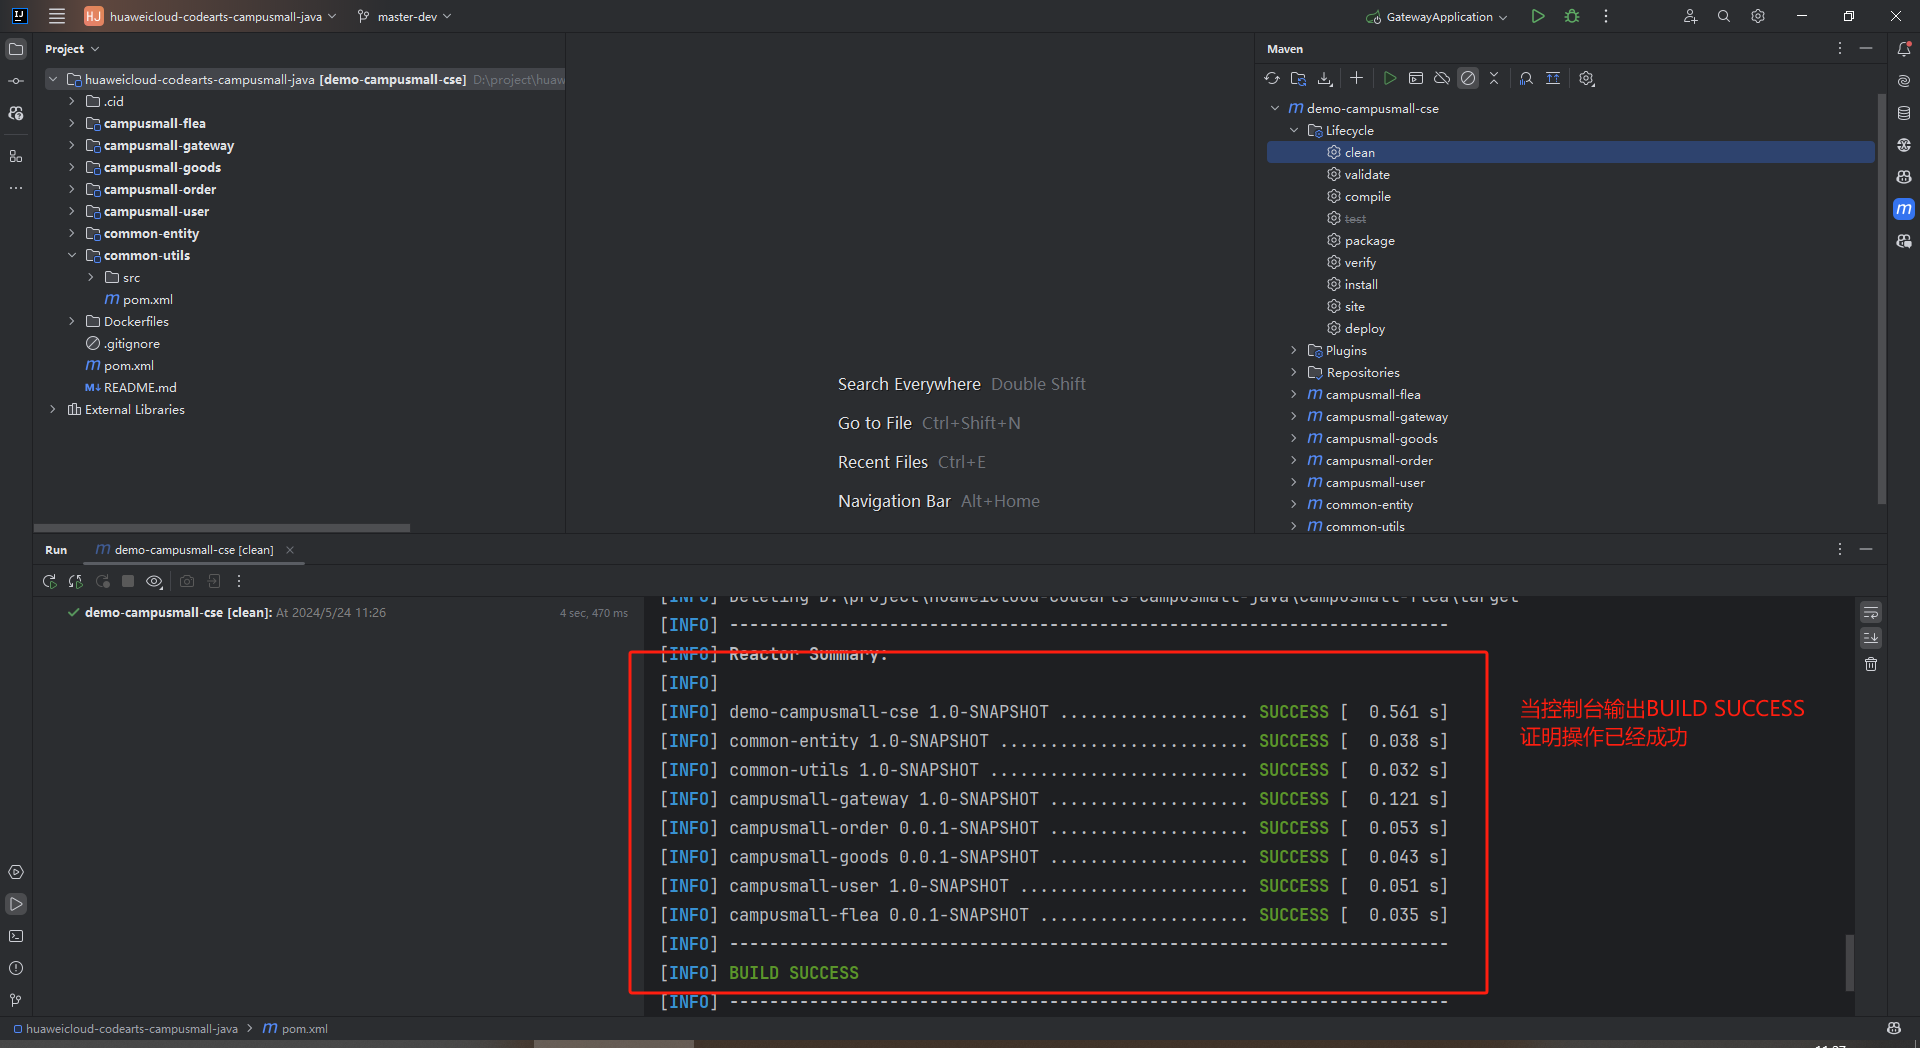 HJ huaweicloud-codearts-campusmall-java master-dev GatewayApplication
Project
huaweicloud-codearts-campusmall-java [demo-campusmall-cse] D:\project\huaw
.cid
campusmall-flea
campusmall-gateway
campusmall-goods
campusmall-order
campusmall-user
common-entity
common-utils
src
m pom.xml
Dockerfiles
.gitignore
m pom.xml
M↓ README.md
External Libraries
Search Everywhere Double Shift
Go to File Ctrl+Shift+N
Recent Files Ctrl+E
Navigation Bar Alt+Home
Maven
m demo-campusmall-cse
Lifecycle
clean
validate
compile
test
package
verify
install
site
deploy
Plugins
Repositories
m campusmall-flea
m campusmall-gateway
m campusmall-goods
m campusmall-order
m campusmall-user
m common-entity
m common-utils
Run m demo-campusmall-cse [clean]
demo-campusmall-cse [clean]: At 2024/5/24 11:26 4 sec, 470 ms
[INFO] Deleting D:\project\huaweicloud-codearts-campusmall-java\campusmall-flea\target
[INFO] ------------------------------------------------------------------------
[INFO] Reactor Summary:
[INFO]
[INFO] demo-campusmall-cse 1.0-SNAPSHOT ................... SUCCESS [  0.561 s]
[INFO] common-entity 1.0-SNAPSHOT ......................... SUCCESS [  0.038 s]
[INFO] common-utils 1.0-SNAPSHOT .......................... SUCCESS [  0.032 s]
[INFO] campusmall-gateway 1.0-SNAPSHOT .................... SUCCESS [  0.121 s]
[INFO] campusmall-order 0.0.1-SNAPSHOT .................... SUCCESS [  0.053 s]
[INFO] campusmall-goods 0.0.1-SNAPSHOT .................... SUCCESS [  0.043 s]
[INFO] campusmall-user 1.0-SNAPSHOT ....................... SUCCESS [  0.051 s]
[INFO] campusmall-flea 0.0.1-SNAPSHOT ..................... SUCCESS [  0.035 s]
[INFO] ------------------------------------------------------------------------
[INFO] BUILD SUCCESS
[INFO] ------------------------------------------------------------------------
当控制台输出BUILD SUCCESS
证明操作已经成功
huaweicloud-codearts-campusmall-java > m pom.xml